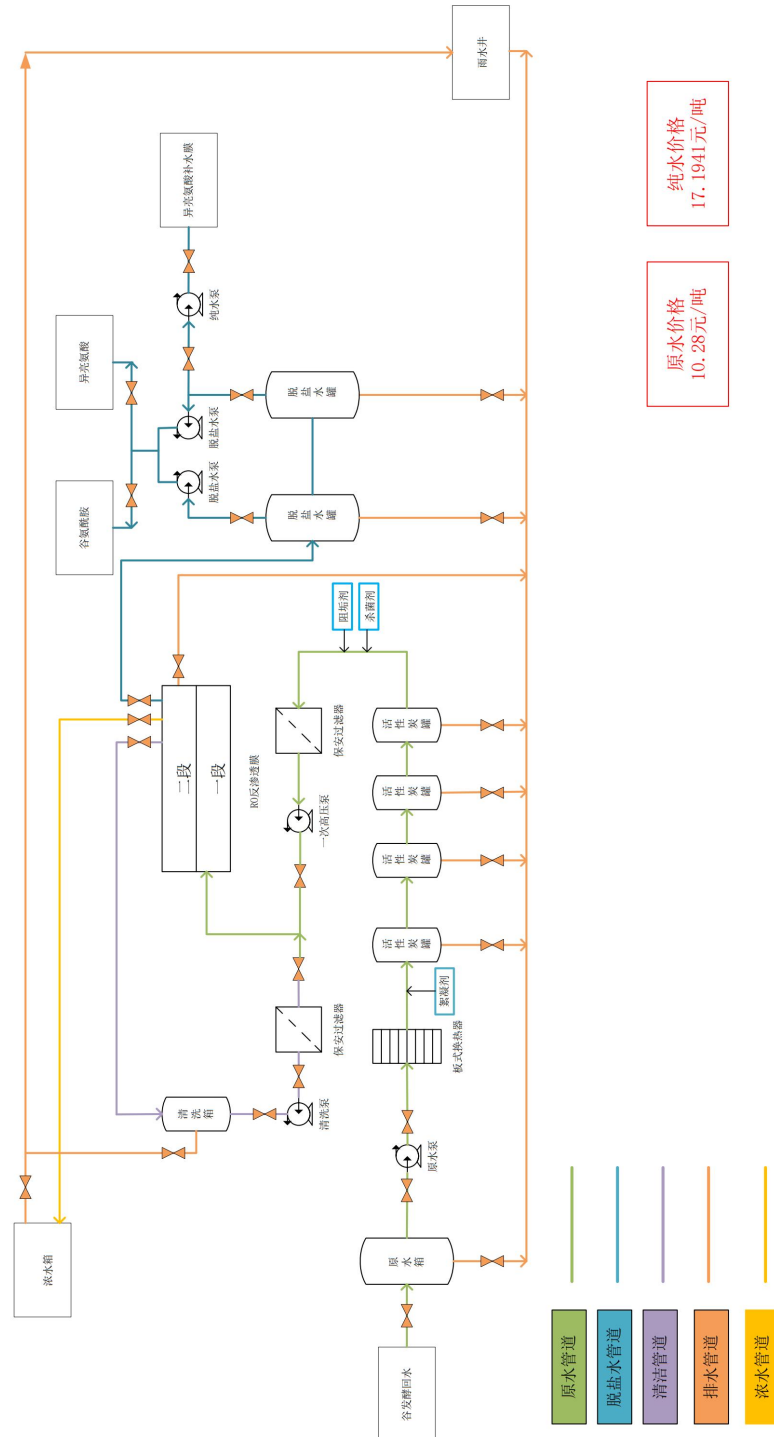 浓水箱
雨水井
异亮氨酸补水膜
异亮氨酸
谷氨酰胺
纯水泵
脱盐水泵
脱盐水泵
脱盐水罐
脱盐水罐
二段
一段
RO反渗透膜
清洗箱
清洗泵
保安过滤器
一次高压泵
保安过滤器
阻垢剂
杀菌剂
谷发酵回水
原水箱
原水泵
板式换热器
絮凝剂
活性炭罐
活性炭罐
活性炭罐
活性炭罐
原水管道
脱盐水管道
清洁管道
排水管道
浓水管道
原水价格
10.28元/吨
纯水价格
17.1941元/吨